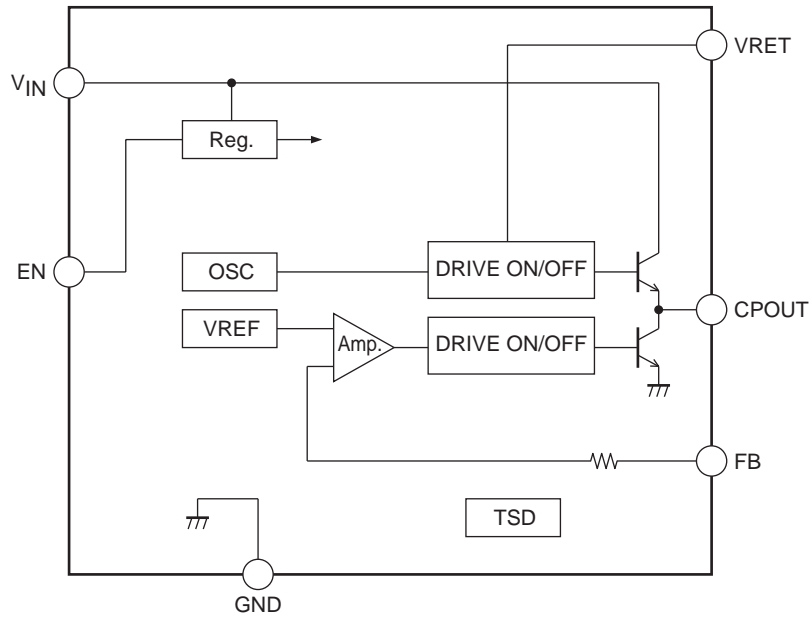 VRET
VIN
Reg.
EN
OSC
DRIVE ON/OFF
CPOUT
VREF
Amp.
DRIVE ON/OFF
FB
TSD
GND